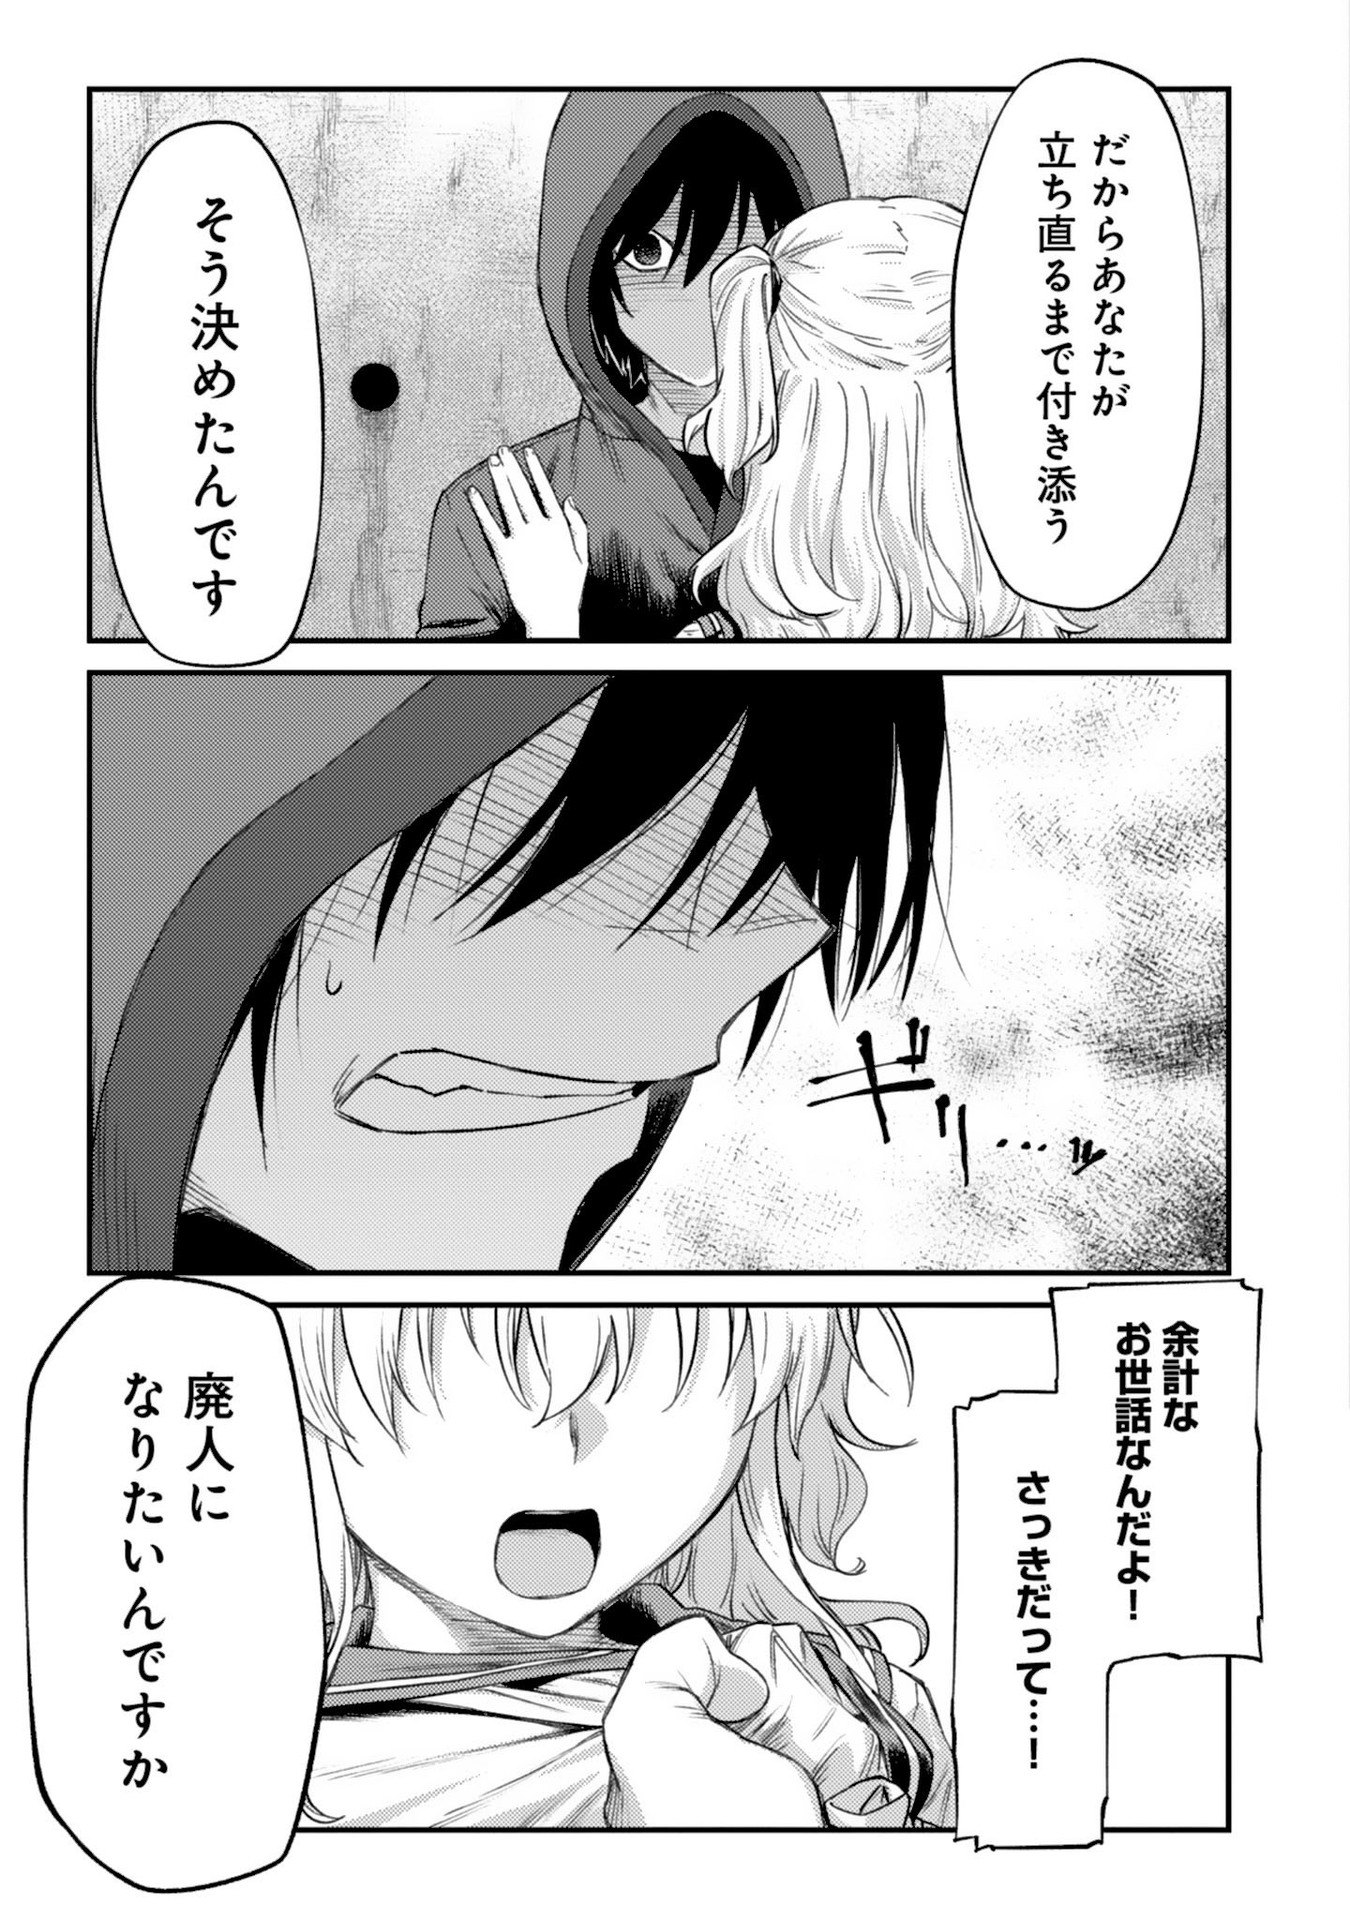 だからあなたが
立ち直るまで付き添う
そう決めたんです
ギリ…ッ
余計な
お世話なんだよ!
さっきだって…!
廃人に
なりたいんですか